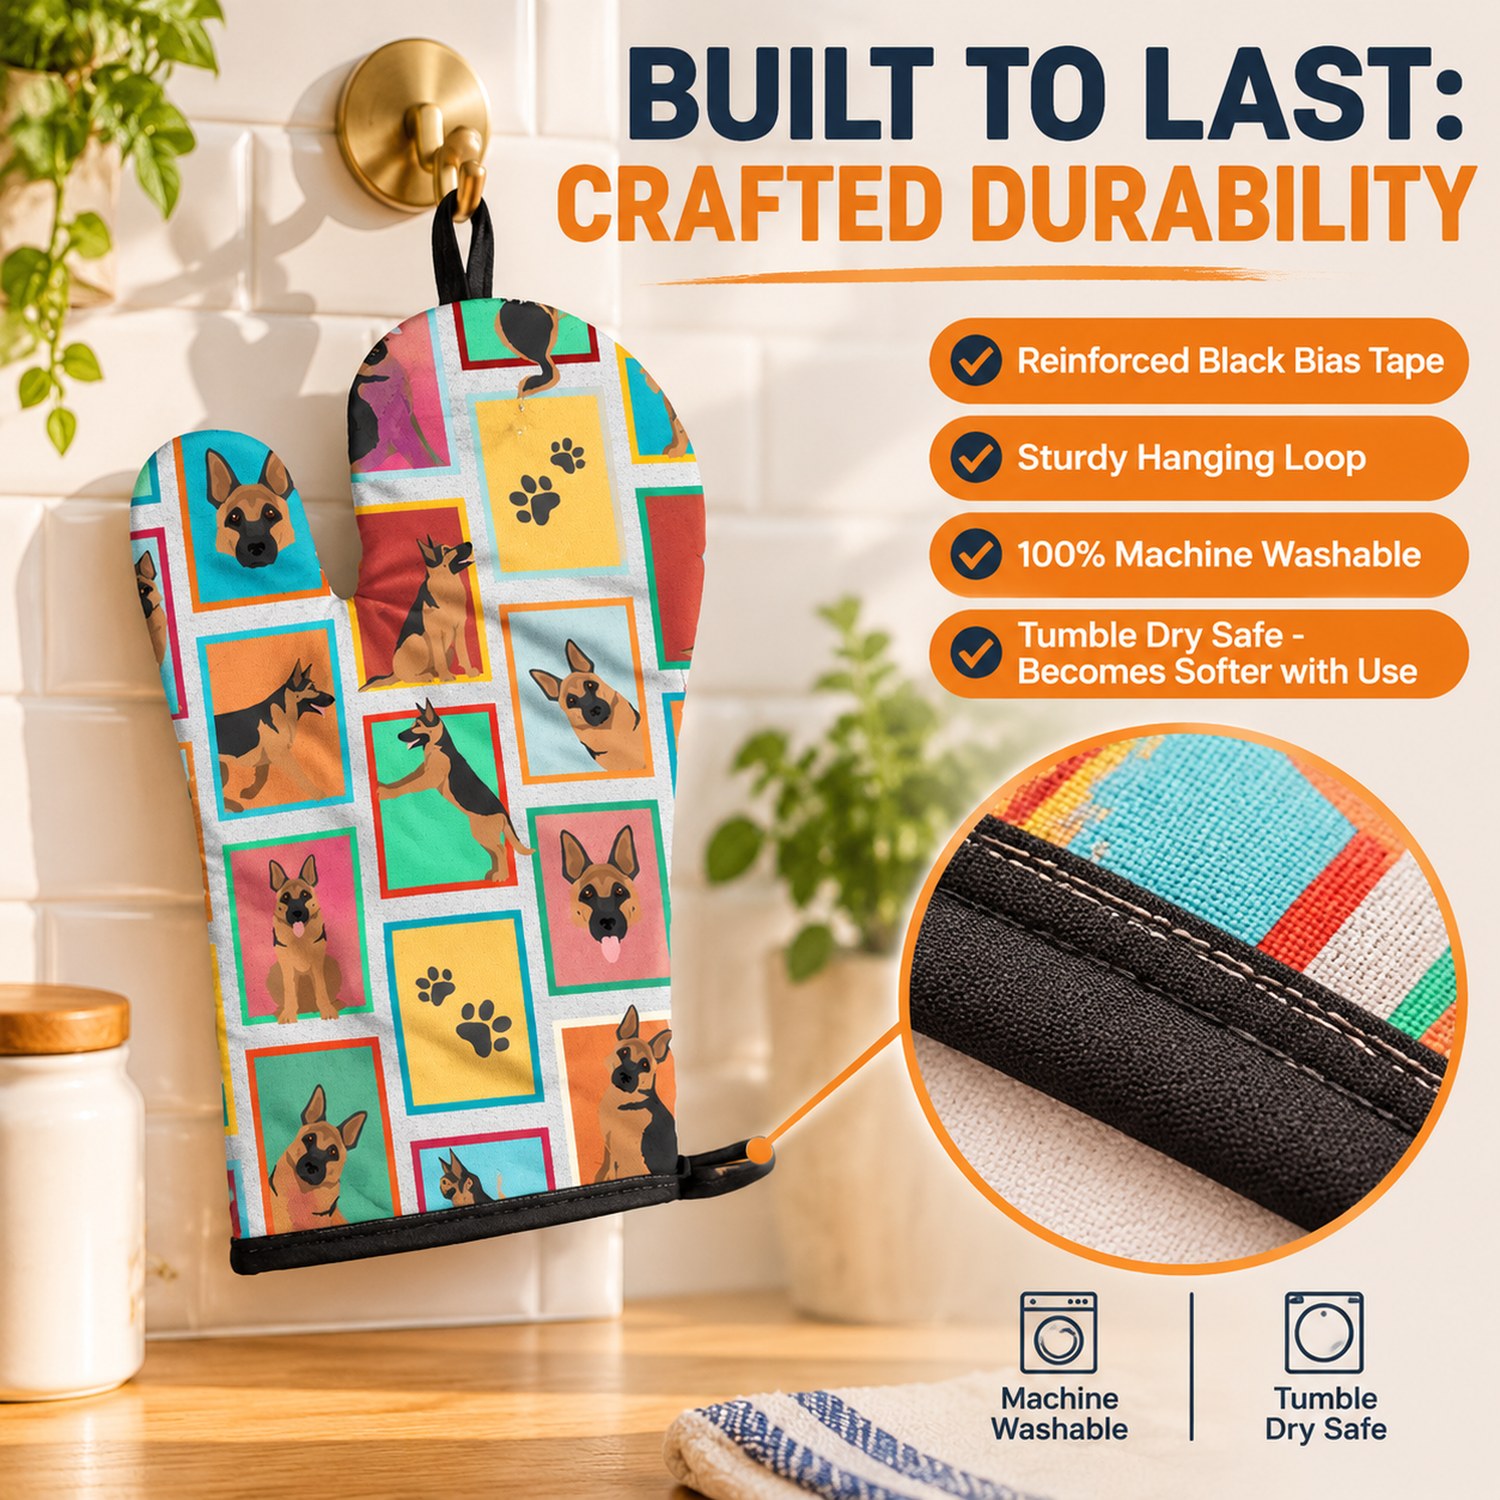 BUILT TO LAST:
CRAFTED DURABILITY
Reinforced Black Bias Tape
Sturdy Hanging Loop
100% Machine Washable
Tumble Dry Safe -
Becomes Softer with Use
Machine
Washable
Tumble
Dry Safe